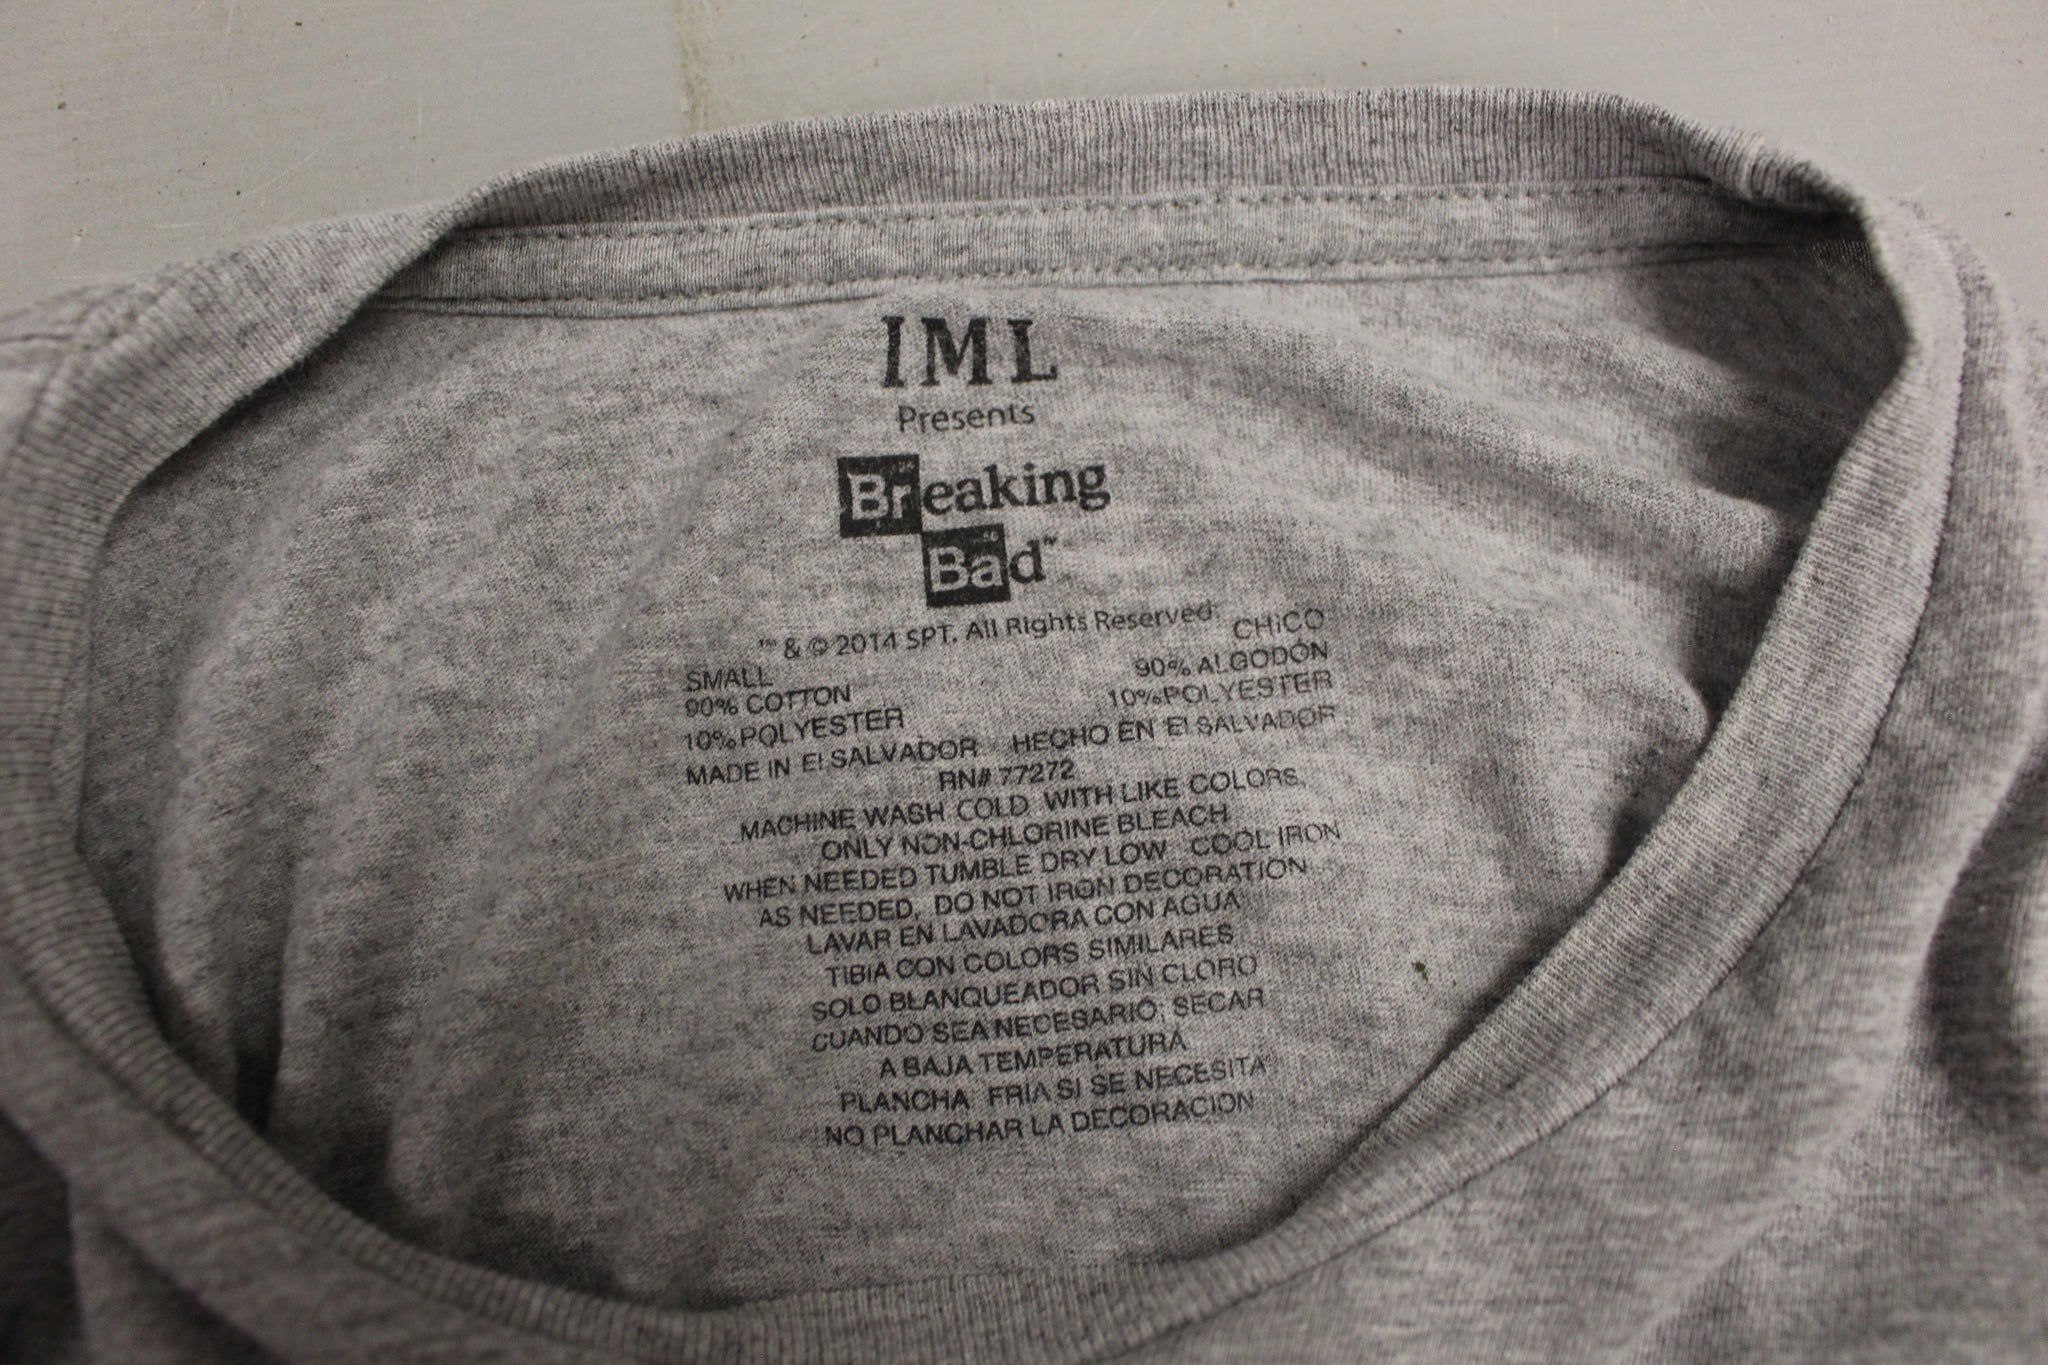 IML
Presents
Breaking
Bad™
™ & © 2014 SPT. All Rights Reserved.
SMALL CHICO
90% COTTON 90% ALGODÓN
10% POLYESTER 10% POLYESTER
MADE IN El SALVADOR HECHO EN El SALVADOR
RN# 77272
MACHINE WASH COLD WITH LIKE COLORS,
ONLY NON-CHLORINE BLEACH
WHEN NEEDED TUMBLE DRY LOW COOL IRON
AS NEEDED, DO NOT IRON DECORATION
LAVAR EN LAVADORA CON AGUA
TIBIA CON COLORS SIMILARES
SOLO BLANQUEADOR SIN CLORO
CUANDO SEA NECESARIO; SECAR
A BAJA TEMPERATURA
PLANCHA FRIA SI SE NECESITA
NO PLANCHAR LA DECORACION